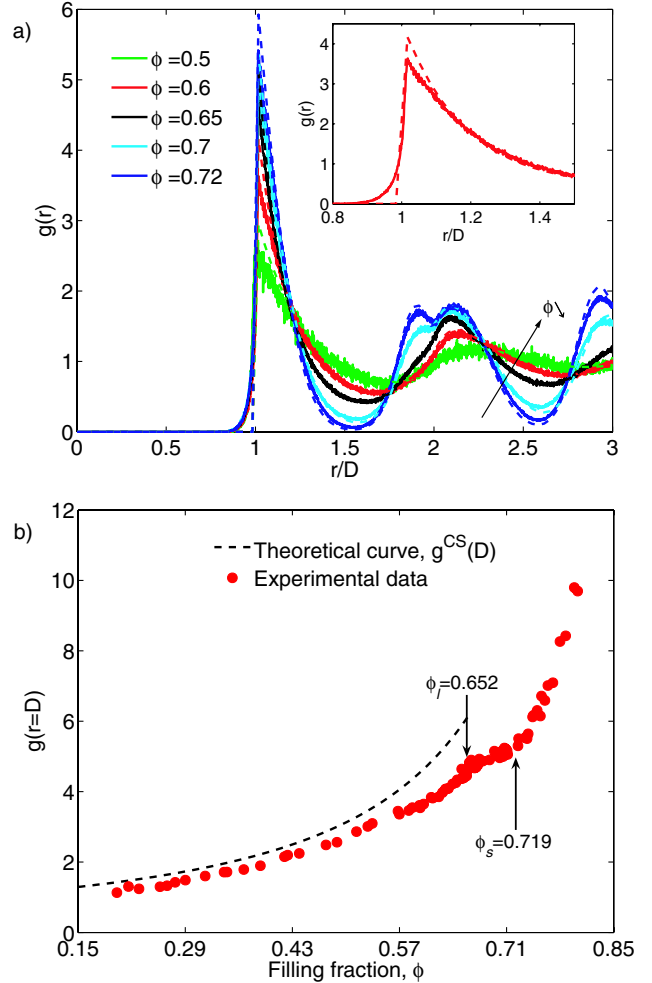 a)
6
5
4
3
2
1
0
g(r)
ϕ =0.5
ϕ =0.6
ϕ =0.65
ϕ =0.7
ϕ =0.72
4
3
2
1
0
g(r)
0.8 1 1.2 1.4
r/D
ϕ
0 0.5 1 1.5 2 2.5 3
r/D
b)
12
10
8
6
4
2
0
g(r=D)
Theoretical curve, g^CS(D)
Experimental data
ϕ_l=0.652
ϕ_s=0.719
0.15 0.29 0.43 0.57 0.71 0.85
Filling fraction, ϕ